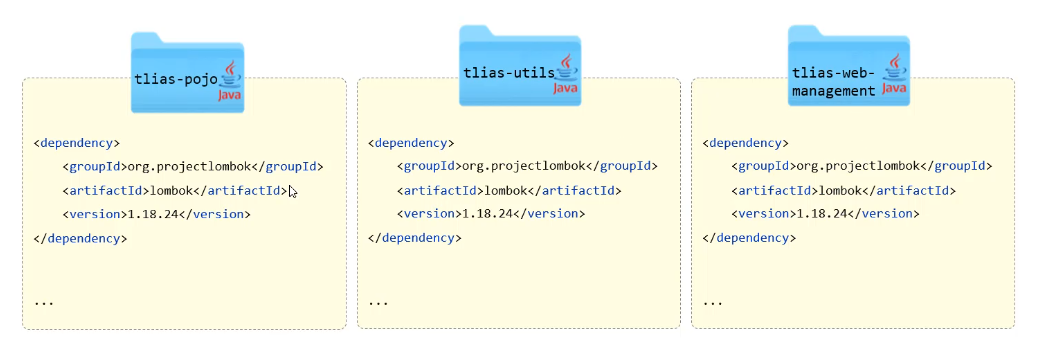 tlias-pojo
Java
<dependency>
<groupId>org.projectlombok</groupId>
<artifactId>lombok</artifactId>
<version>1.18.24</version>
</dependency>
...
tlias-utils
Java
<dependency>
<groupId>org.projectlombok</groupId>
<artifactId>lombok</artifactId>
<version>1.18.24</version>
</dependency>
...
tlias-web-
management
Java
<dependency>
<groupId>org.projectlombok</groupId>
<artifactId>lombok</artifactId>
<version>1.18.24</version>
</dependency>
...